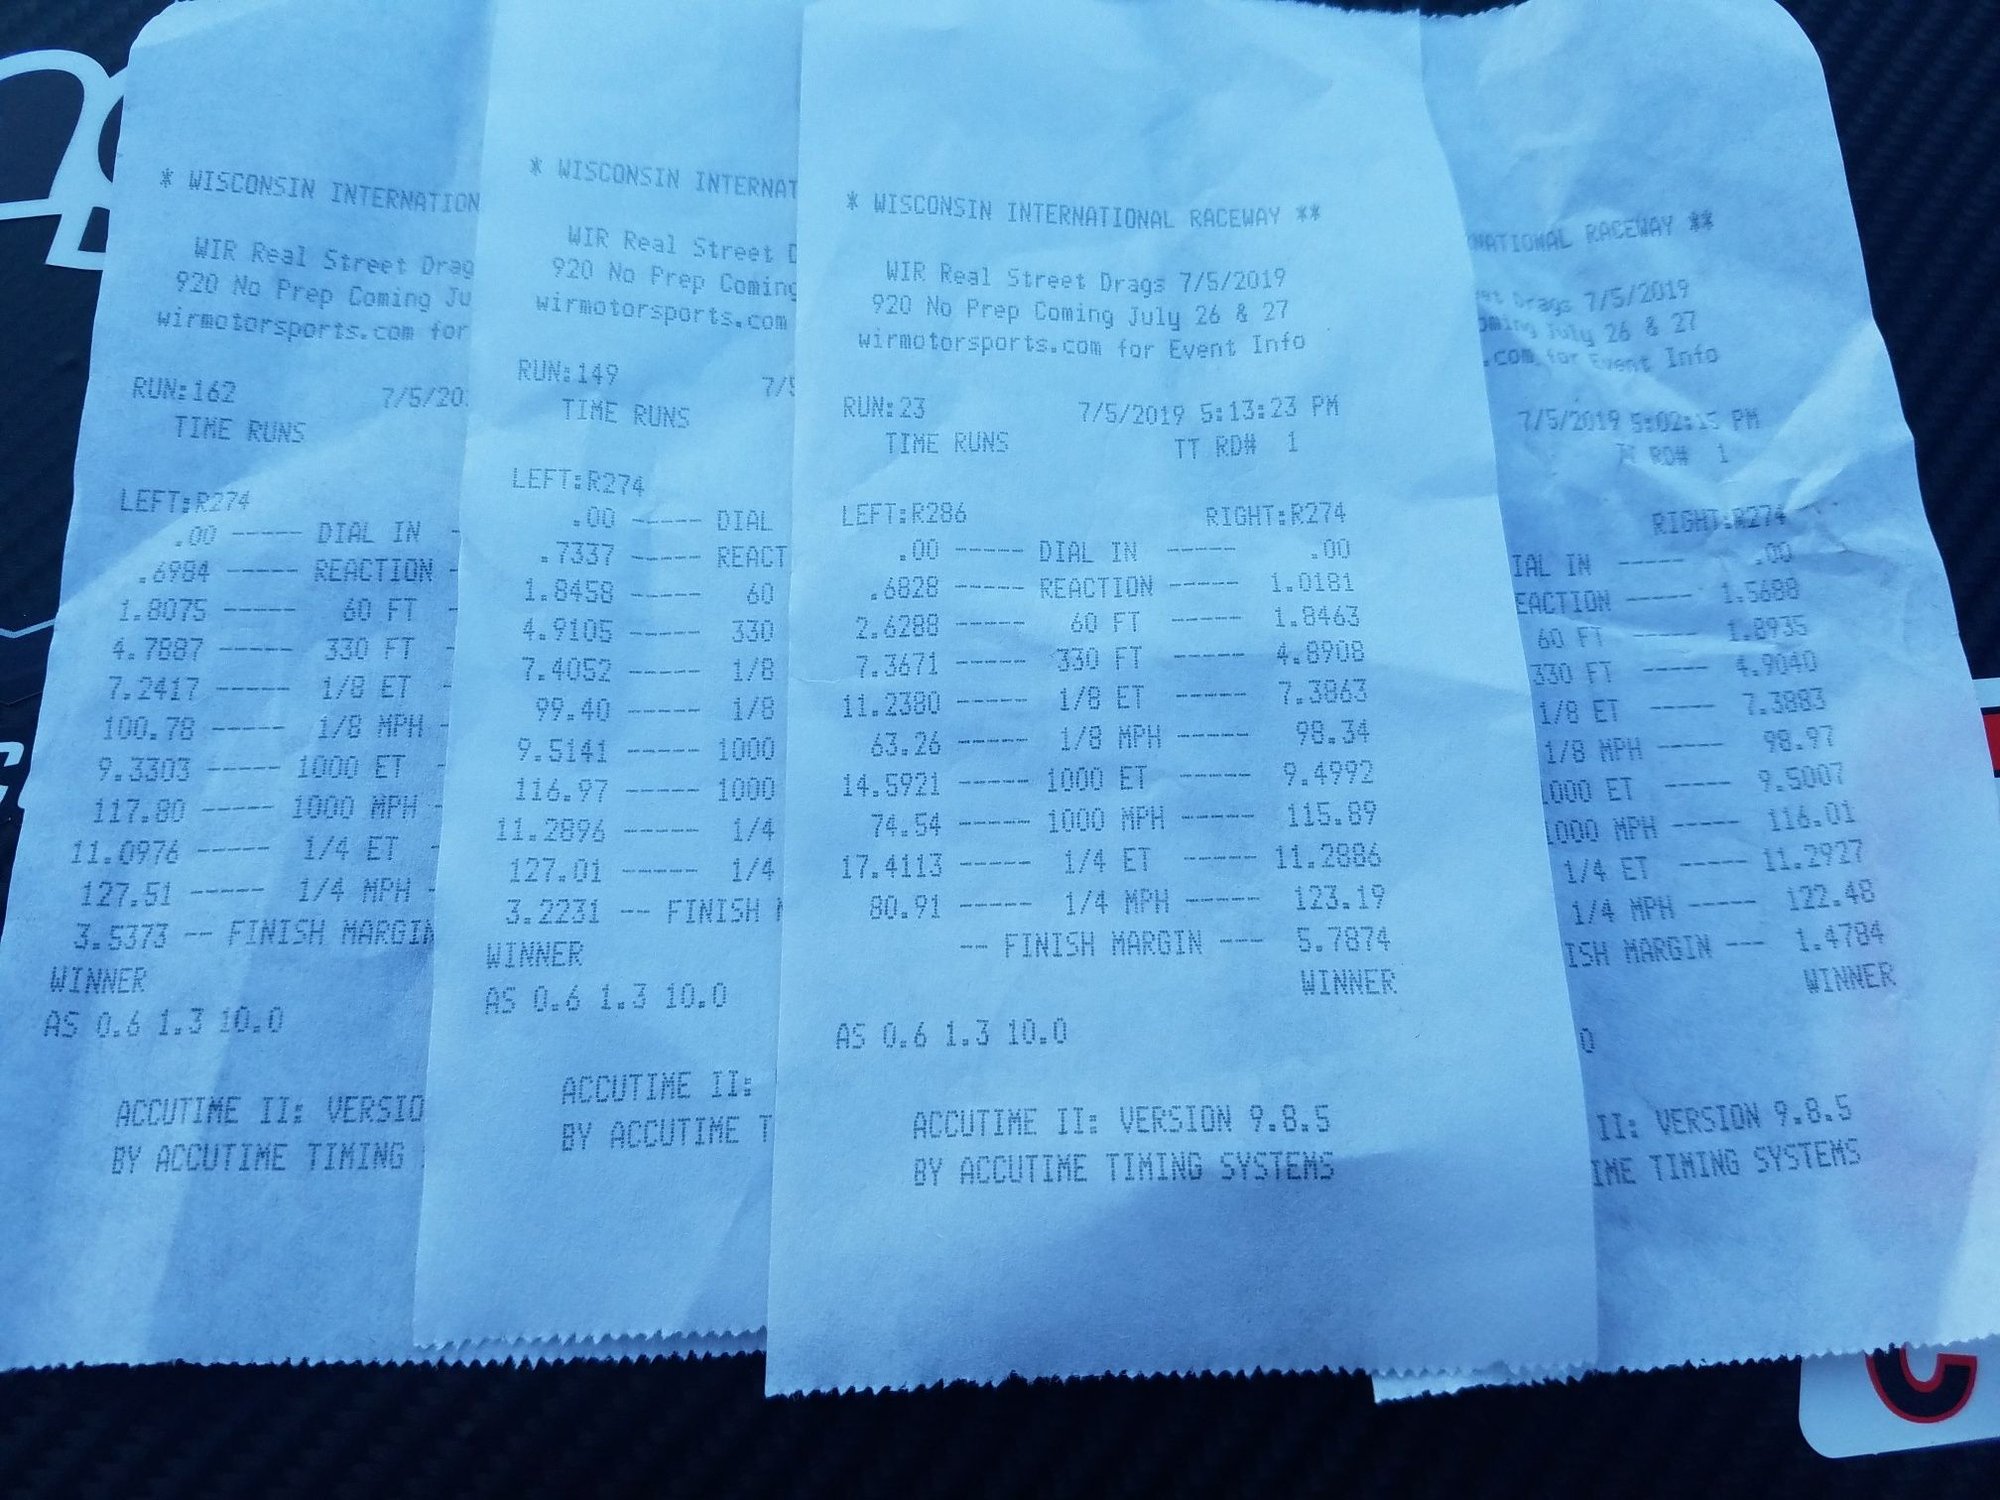 * WISCONSIN INTERNATION
WIR Real Street Drag
920 No Prep Coming Ju
wirmotorsports.com for
RUN:162 7/5/20
TIME RUNS
LEFT:R274
.00 ----- DIAL IN -
.6984 ----- REACTION -
1.8075 ----- 60 FT -
4.7887 ----- 330 FT -
7.2417 ----- 1/8 ET -
100.78 ----- 1/8 MPH -
9.3303 ----- 1000 ET -
117.80 ----- 1000 MPH -
11.0976 ----- 1/4 ET -
127.51 ----- 1/4 MPH -
3.5373 -- FINISH MARGIN
WINNER
AS 0.6 1.3 10.0
ACCUTIME II: VERSIO
BY ACCUTIME TIMING
* WISCONSIN INTERNAT
WIR Real Street D
920 No Prep Coming
wirmotorsports.com
RUN:149 7/5
TIME RUNS
LEFT:R274
.00 ----- DIAL
.7337 ----- REACT
1.8458 ----- 60
4.9105 ----- 330
7.4052 ----- 1/8
99.40 ----- 1/8
9.5141 ----- 1000
116.97 ----- 1000
11.2896 ----- 1/4
127.01 ----- 1/4
3.2231 -- FINISH M
WINNER
AS 0.6 1.3 10.0
ACCUTIME II:
BY ACCUTIME T
* WISCONSIN INTERNATIONAL RACEWAY **
WIR Real Street Drags 7/5/2019
920 No Prep Coming July 26 & 27
wirmotorsports.com for Event Info
RUN:23 7/5/2019 5:13:23 PM
TIME RUNS TT RD# 1
LEFT:R286 RIGHT:R274
.00 ----- DIAL IN ----- .00
.6828 ----- REACTION ----- 1.0181
2.6288 ----- 60 FT ----- 1.8463
7.3671 ----- 330 FT ----- 4.8908
11.2380 ----- 1/8 ET ----- 7.3863
63.26 ----- 1/8 MPH ----- 98.34
14.5921 ----- 1000 ET ----- 9.4992
74.54 ----- 1000 MPH ----- 115.89
17.4113 ----- 1/4 ET ----- 11.2886
80.91 ----- 1/4 MPH ----- 123.19
-- FINISH MARGIN --- 5.7874
WINNER
AS 0.6 1.3 10.0
ACCUTIME II: VERSION 9.8.5
BY ACCUTIME TIMING SYSTEMS
NATIONAL RACEWAY **
et Drags 7/5/2019
oming July 26 & 27
.com for Event Info
7/5/2019 5:02:15 PM
TT RD# 1
RIGHT:R274
IAL IN ----- .00
EACTION ----- 1.5688
60 FT ----- 1.8935
330 FT ----- 4.9040
1/8 ET ----- 7.3883
1/8 MPH ----- 98.97
1000 ET ----- 9.5007
1000 MPH ----- 116.01
1/4 ET ----- 11.2927
1/4 MPH ----- 122.48
ISH MARGIN --- 1.4784
WINNER
0
II: VERSION 9.8.5
IME TIMING SYSTEMS
C